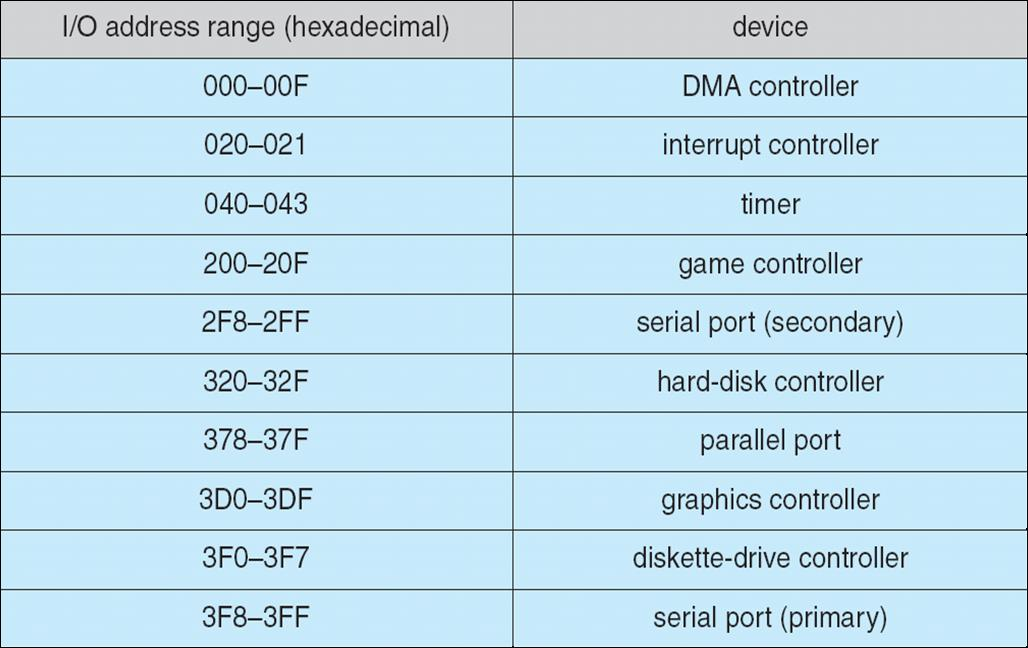 I/O address range (hexadecimal) device
000–00F DMA controller
020–021 interrupt controller
040–043 timer
200–20F game controller
2F8–2FF serial port (secondary)
320–32F hard-disk controller
378–37F parallel port
3D0–3DF graphics controller
3F0–3F7 diskette-drive controller
3F8–3FF serial port (primary)